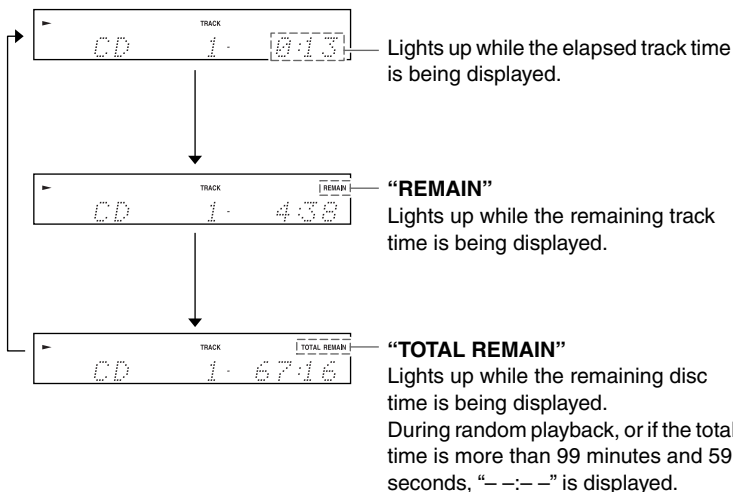 TRACK
CD 1- 0:13
Lights up while the elapsed track time
is being displayed.
TRACK REMAIN
CD 1- 4:38
“REMAIN”
Lights up while the remaining track
time is being displayed.
TRACK TOTAL REMAIN
CD 1- 67:16
“TOTAL REMAIN”
Lights up while the remaining disc
time is being displayed.
During random playback, or if the total
time is more than 99 minutes and 59
seconds, “– –:– –” is displayed.